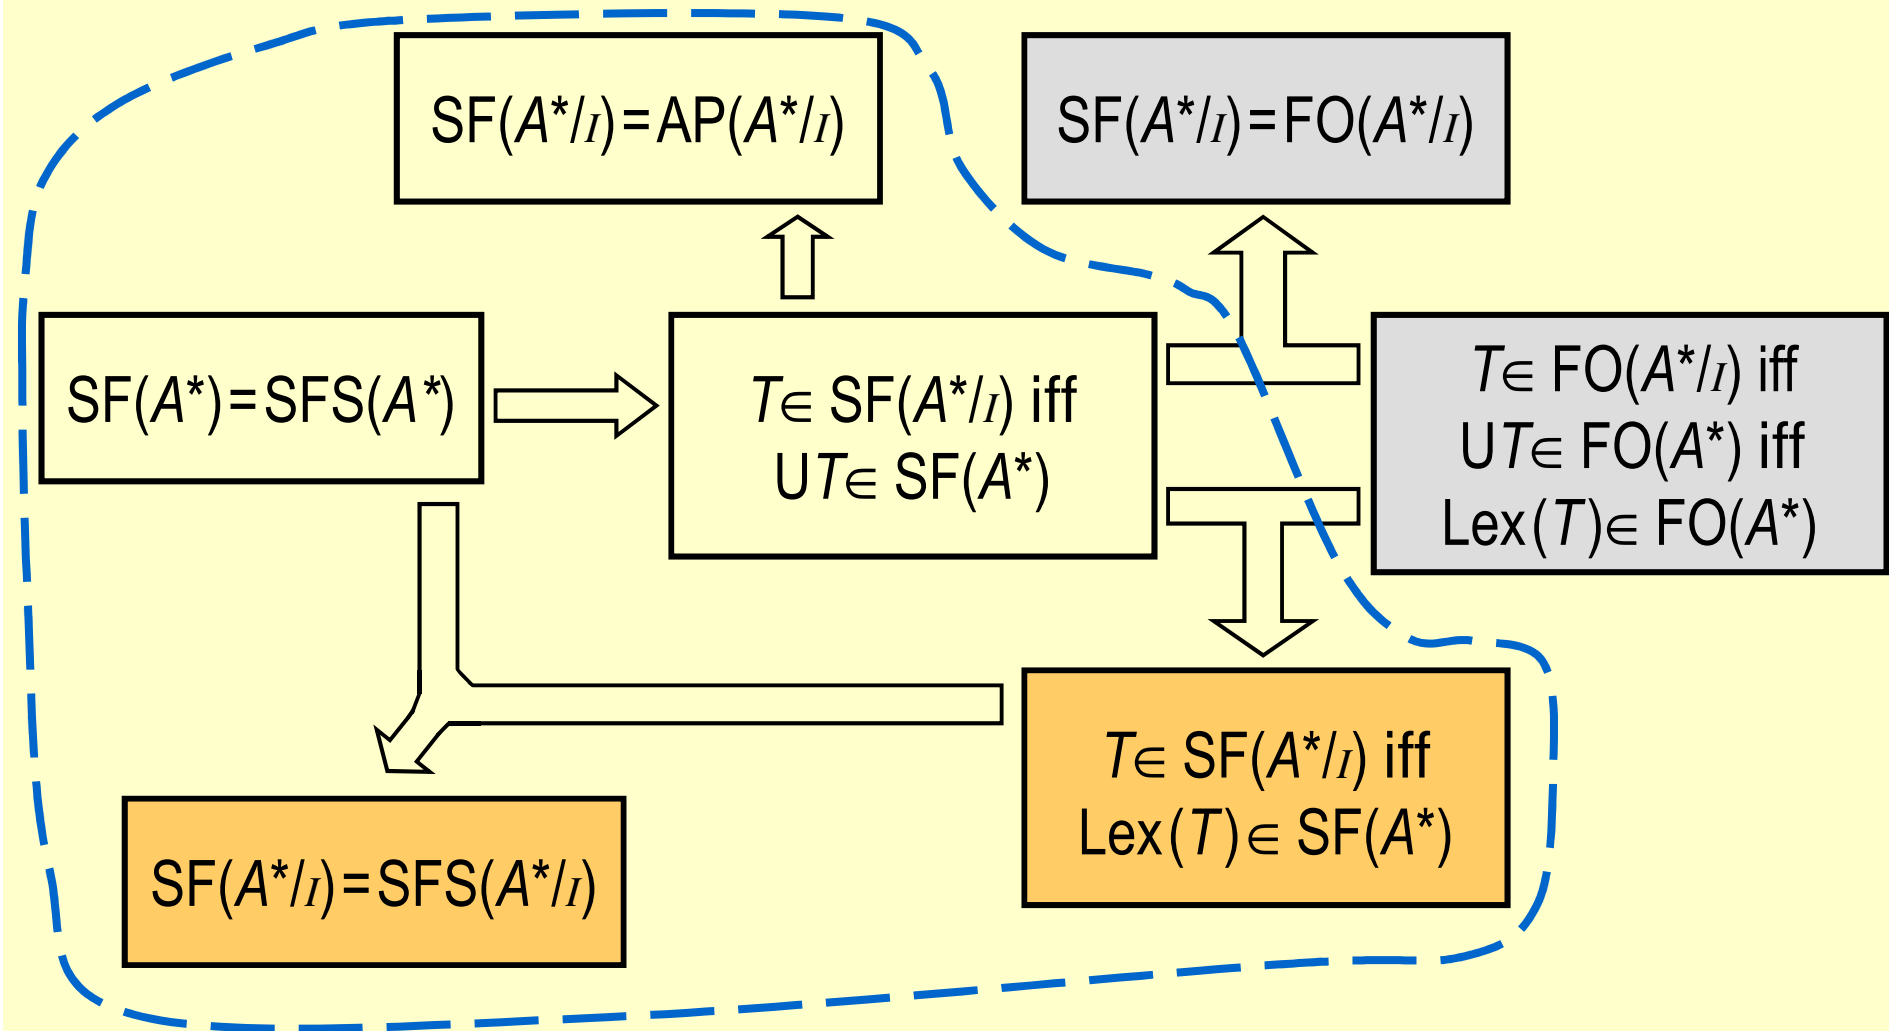 SF(A*/I)=AP(A*/I)
SF(A*/I)=FO(A*/I)
SF(A*)=SFS(A*)
T∈ SF(A*/I) iff
UT∈ SF(A*)
T∈ FO(A*/I) iff
UT∈ FO(A*) iff
Lex(T)∈ FO(A*)
T∈ SF(A*/I) iff
Lex(T)∈ SF(A*)
SF(A*/I)=SFS(A*/I)